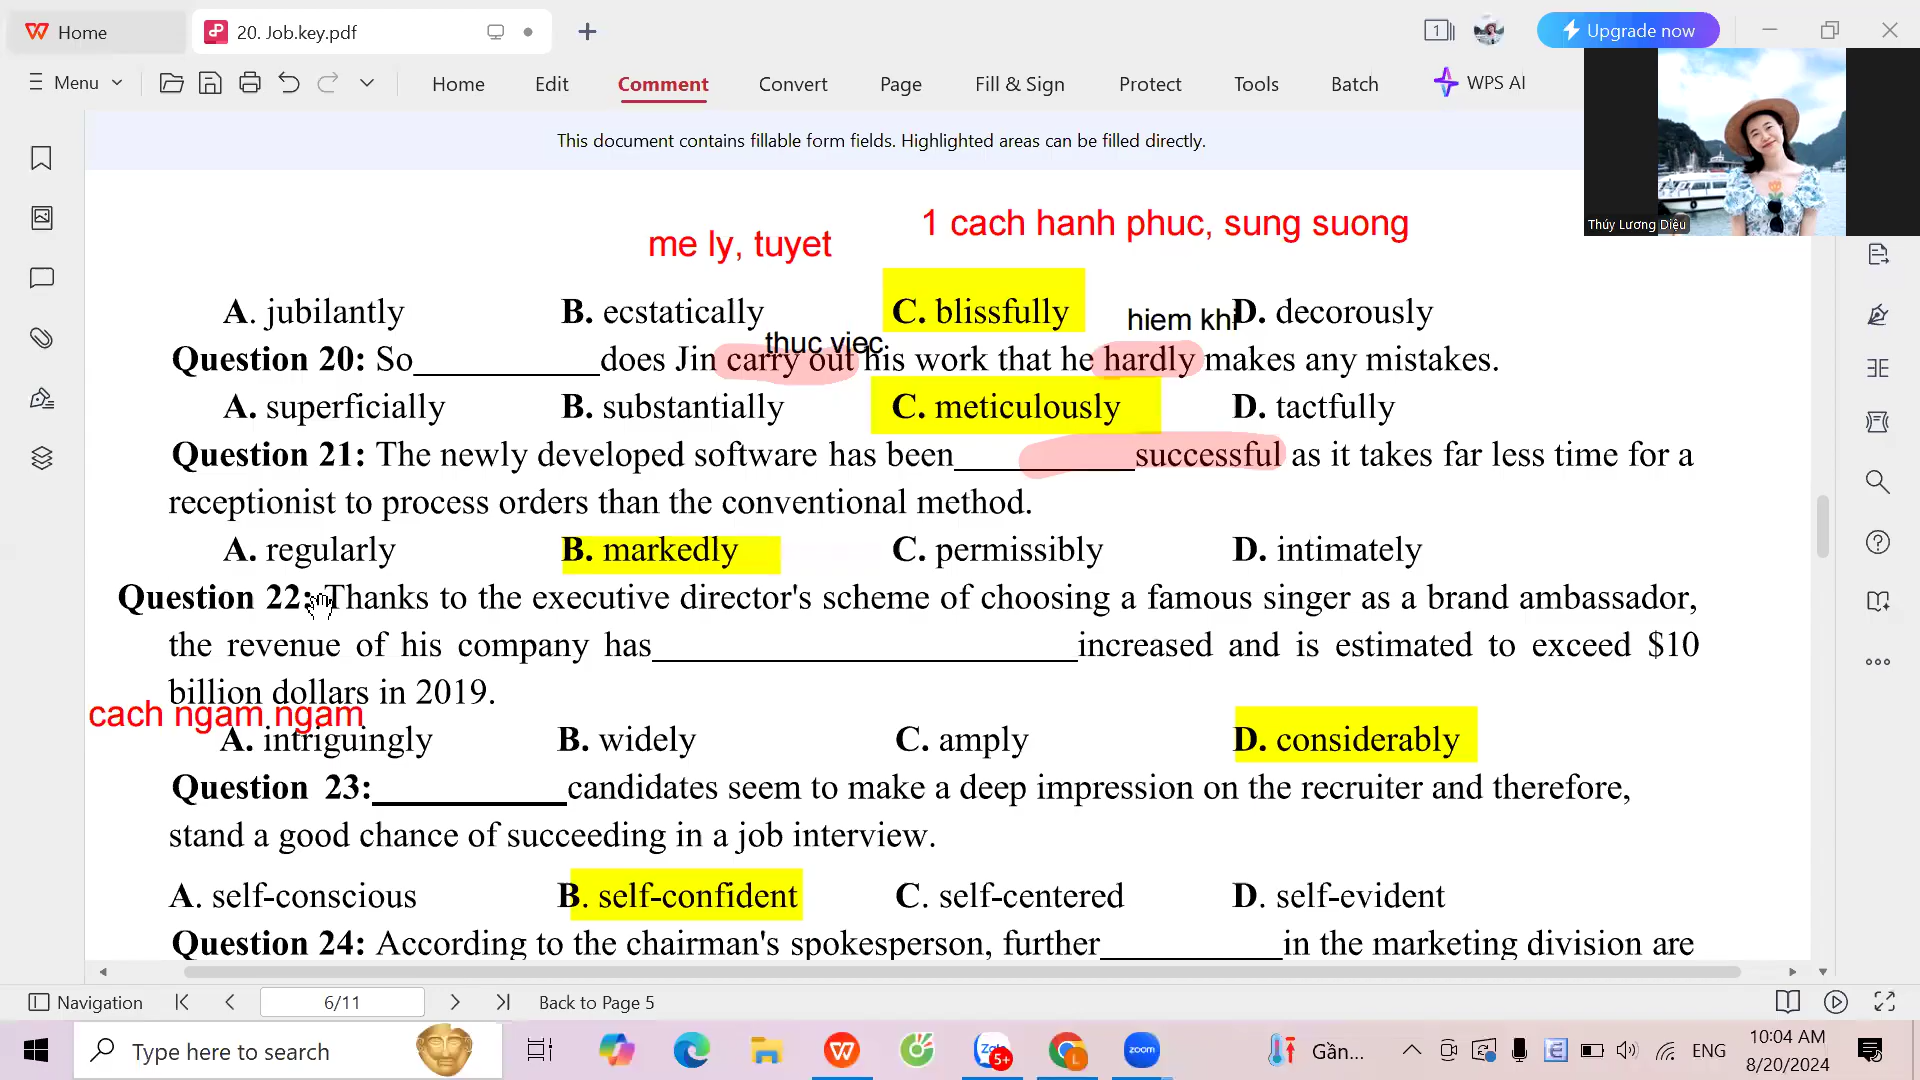 Home
20. Job.key.pdf
1
Upgrade now
Menu
Home Edit Comment Convert Page Fill & Sign Protect Tools Batch WPS AI
This document contains fillable form fields. Highlighted areas can be filled directly.
Thúy Lương Diệu
me ly, tuyet
1 cach hanh phuc, sung suong
A. jubilantly B. ecstatically C. blissfully D. decorously
thuc viec
hiem khi
Question 20: So__________does Jin carry out his work that he hardly makes any mistakes.
A. superficially B. substantially C. meticulously D. tactfully
Question 21: The newly developed software has been__________successful as it takes far less time for a
receptionist to process orders than the conventional method.
A. regularly B. markedly C. permissibly D. intimately
Question 22: Thanks to the executive director's scheme of choosing a famous singer as a brand ambassador,
the revenue of his company has__________increased and is estimated to exceed $10
billion dollars in 2019.
cach ngam ngam
A. intriguingly B. widely C. amply D. considerably
Question 23:__________candidates seem to make a deep impression on the recruiter and therefore,
stand a good chance of succeeding in a job interview.
A. self-conscious B. self-confident C. self-centered D. self-evident
Question 24: According to the chairman's spokesperson, further__________in the marketing division are
Navigation 6/11 Back to Page 5
Type here to search
Zalo 5+
L
zoom
Gần...
ENG
10:04 AM
8/20/2024